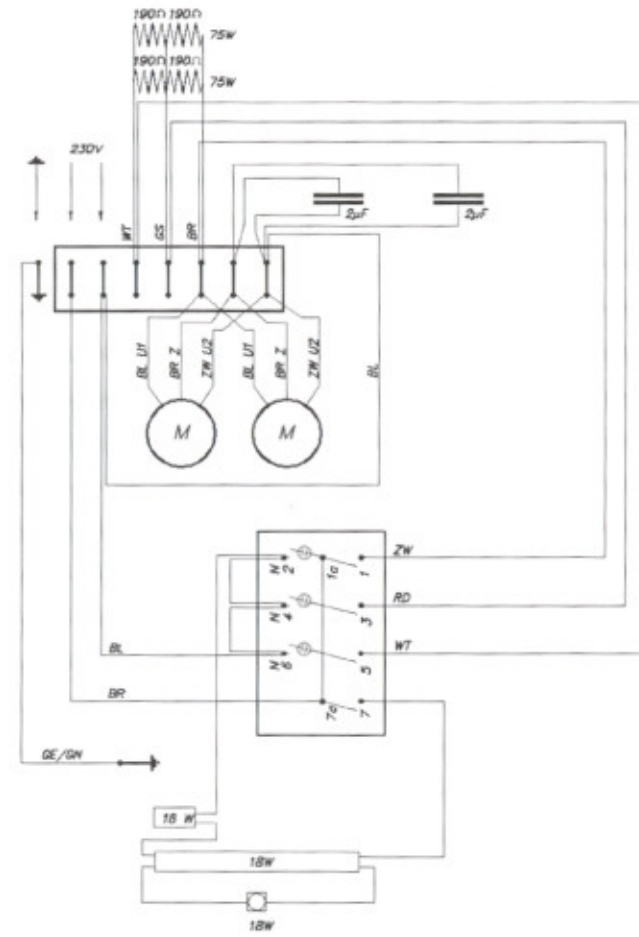 190Ω 190Ω
75W
190Ω 190Ω
75W
230V
WT
GS
BR
2µF
2µF
BL U1
BR Z
ZW U2
BL U1
BR Z
ZW U2
BL
M
M
N 2
1a
1
ZW
N 4
3
RD
N 6
5
WT
BL
7a
7
BR
GE/GN
18 W
18W
18W